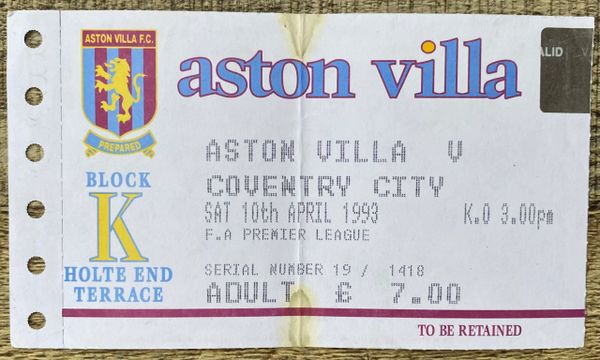 ASTON VILLA F.C.
PREPARED
aston villa
ALID V
ASTON VILLA V
COVENTRY CITY
SAT 10th APRIL 1993 K.O 3.00pm
F.A PREMIER LEAGUE
BLOCK
K
HOLTE END
TERRACE
SERIAL NUMBER 19 / 1418
ADULT £ 7.00
TO BE RETAINED